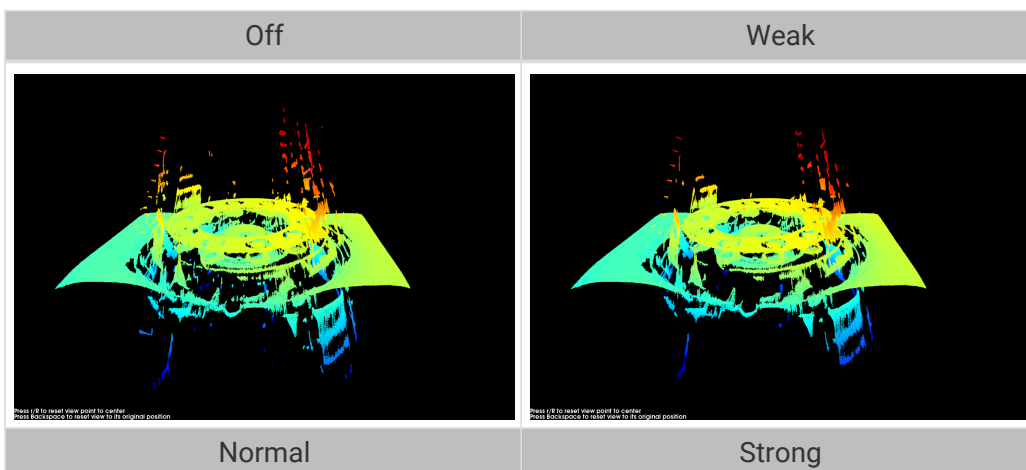 Off
Weak
Press r/R to reset view point to center
Press Backspace to reset view to its original position
Press r/R to reset view point to center
Press Backspace to reset view to its original position
Normal
Strong